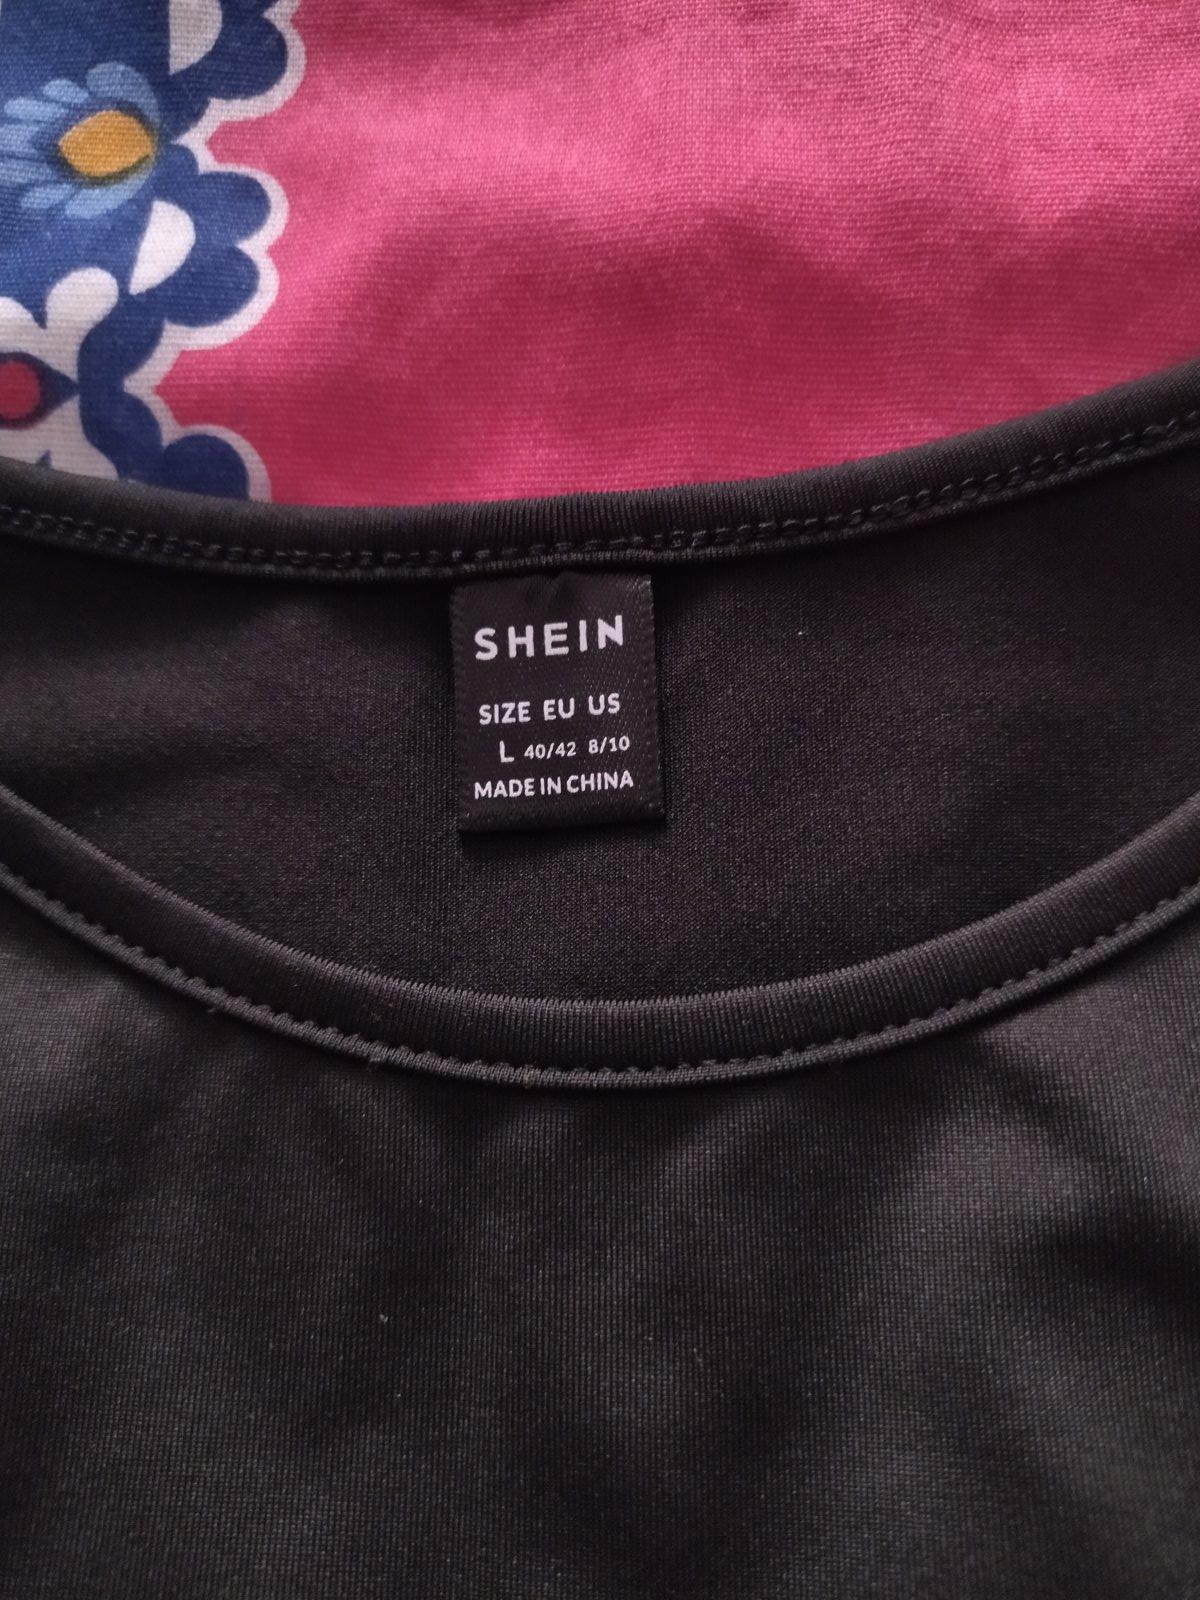 SHEIN
SIZE EU US
L 40/42 8/10
MADE IN CHINA